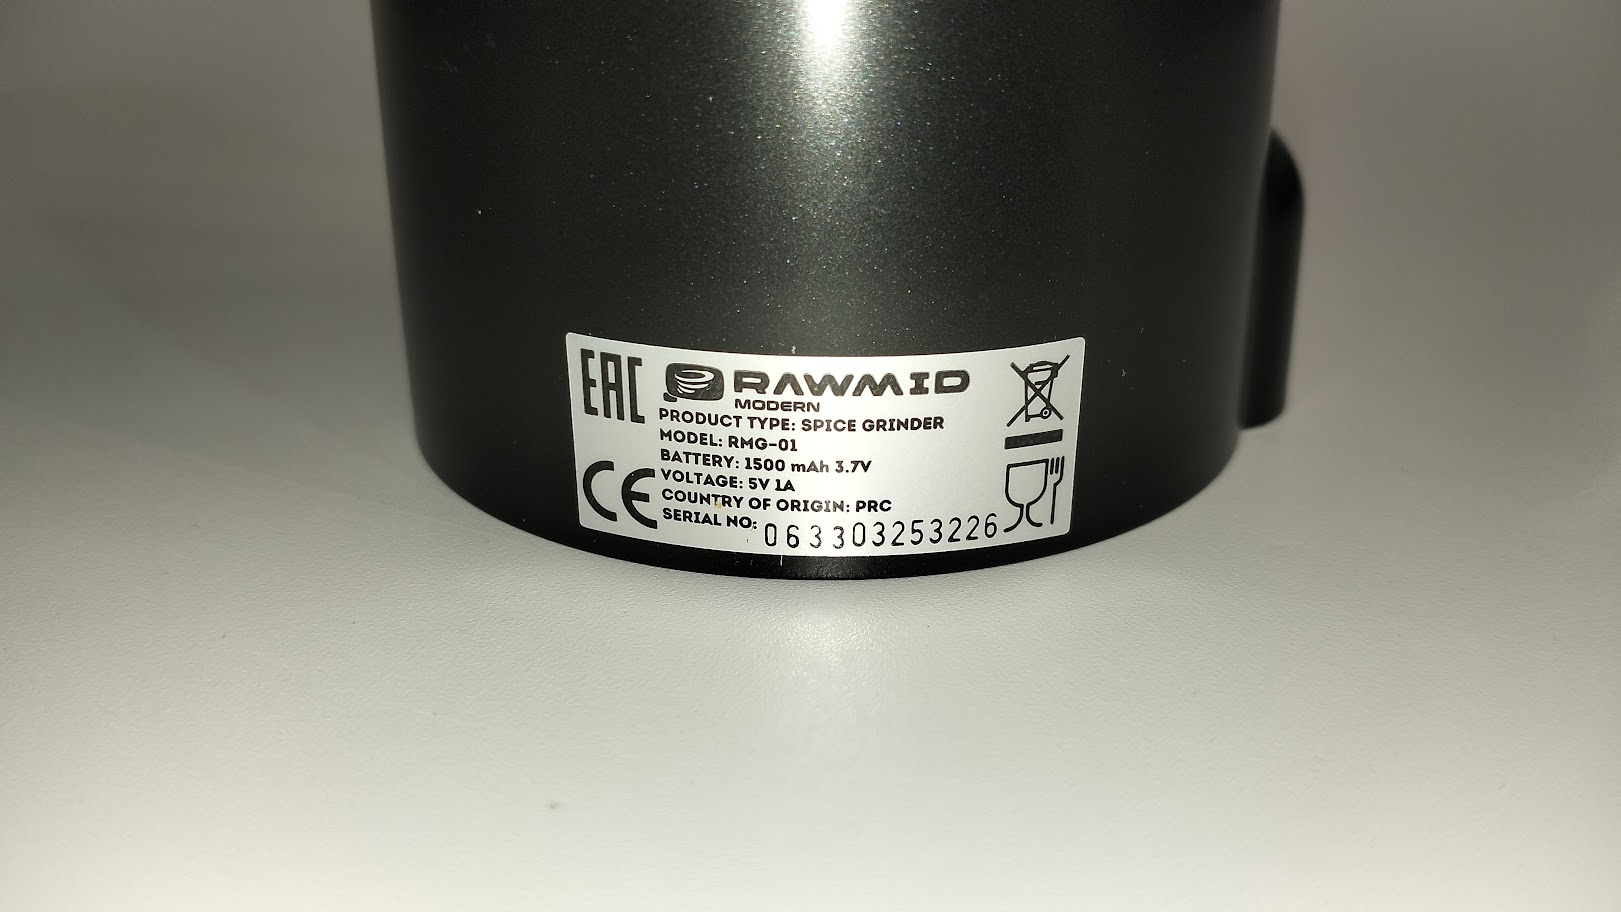 EAC
RAWMID
MODERN
PRODUCT TYPE: SPICE GRINDER
MODEL: RMG-01
BATTERY: 1500 mAh 3.7V
VOLTAGE: 5V 1A
COUNTRY OF ORIGIN: PRC
SERIAL NO: 063303253226
CE